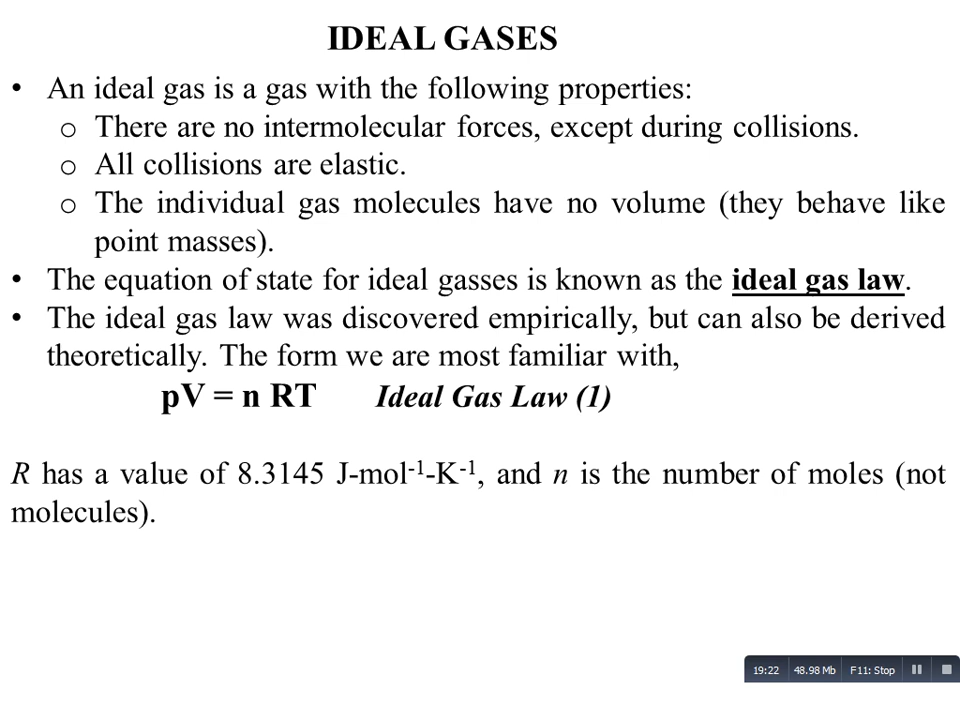 IDEAL GASES
• An ideal gas is a gas with the following properties:
o There are no intermolecular forces, except during collisions.
o All collisions are elastic.
o The individual gas molecules have no volume (they behave like
point masses).
• The equation of state for ideal gasses is known as the ideal gas law.
• The ideal gas law was discovered empirically, but can also be derived
theoretically. The form we are most familiar with,
pV = n RT Ideal Gas Law (1)
R has a value of 8.3145 J-mol⁻¹-K⁻¹, and n is the number of moles (not
molecules).
19:22 48.98 Mb F11: Stop